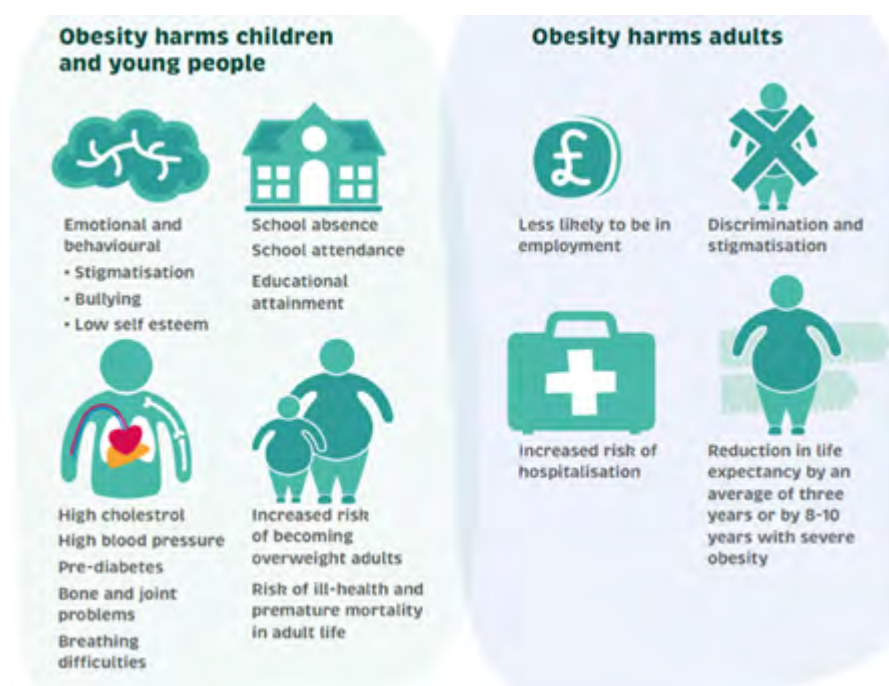 Obesity harms children
and young people
Emotional and
behavioural
• Stigmatisation
• Bullying
• Low self esteem
School absence
School attendance
Educational
attainment
High cholestrol
High blood pressure
Pre-diabetes
Bone and joint
problems
Breathing
difficulties
Increased risk
of becoming
overweight adults
Risk of ill-health and
premature mortality
in adult life
Obesity harms adults
£
Less likely to be in
employment
Discrimination and
stigmatisation
Increased risk of
hospitalisation
Reduction in life
expectancy by an
average of three
years or by 8-10
years with severe
obesity